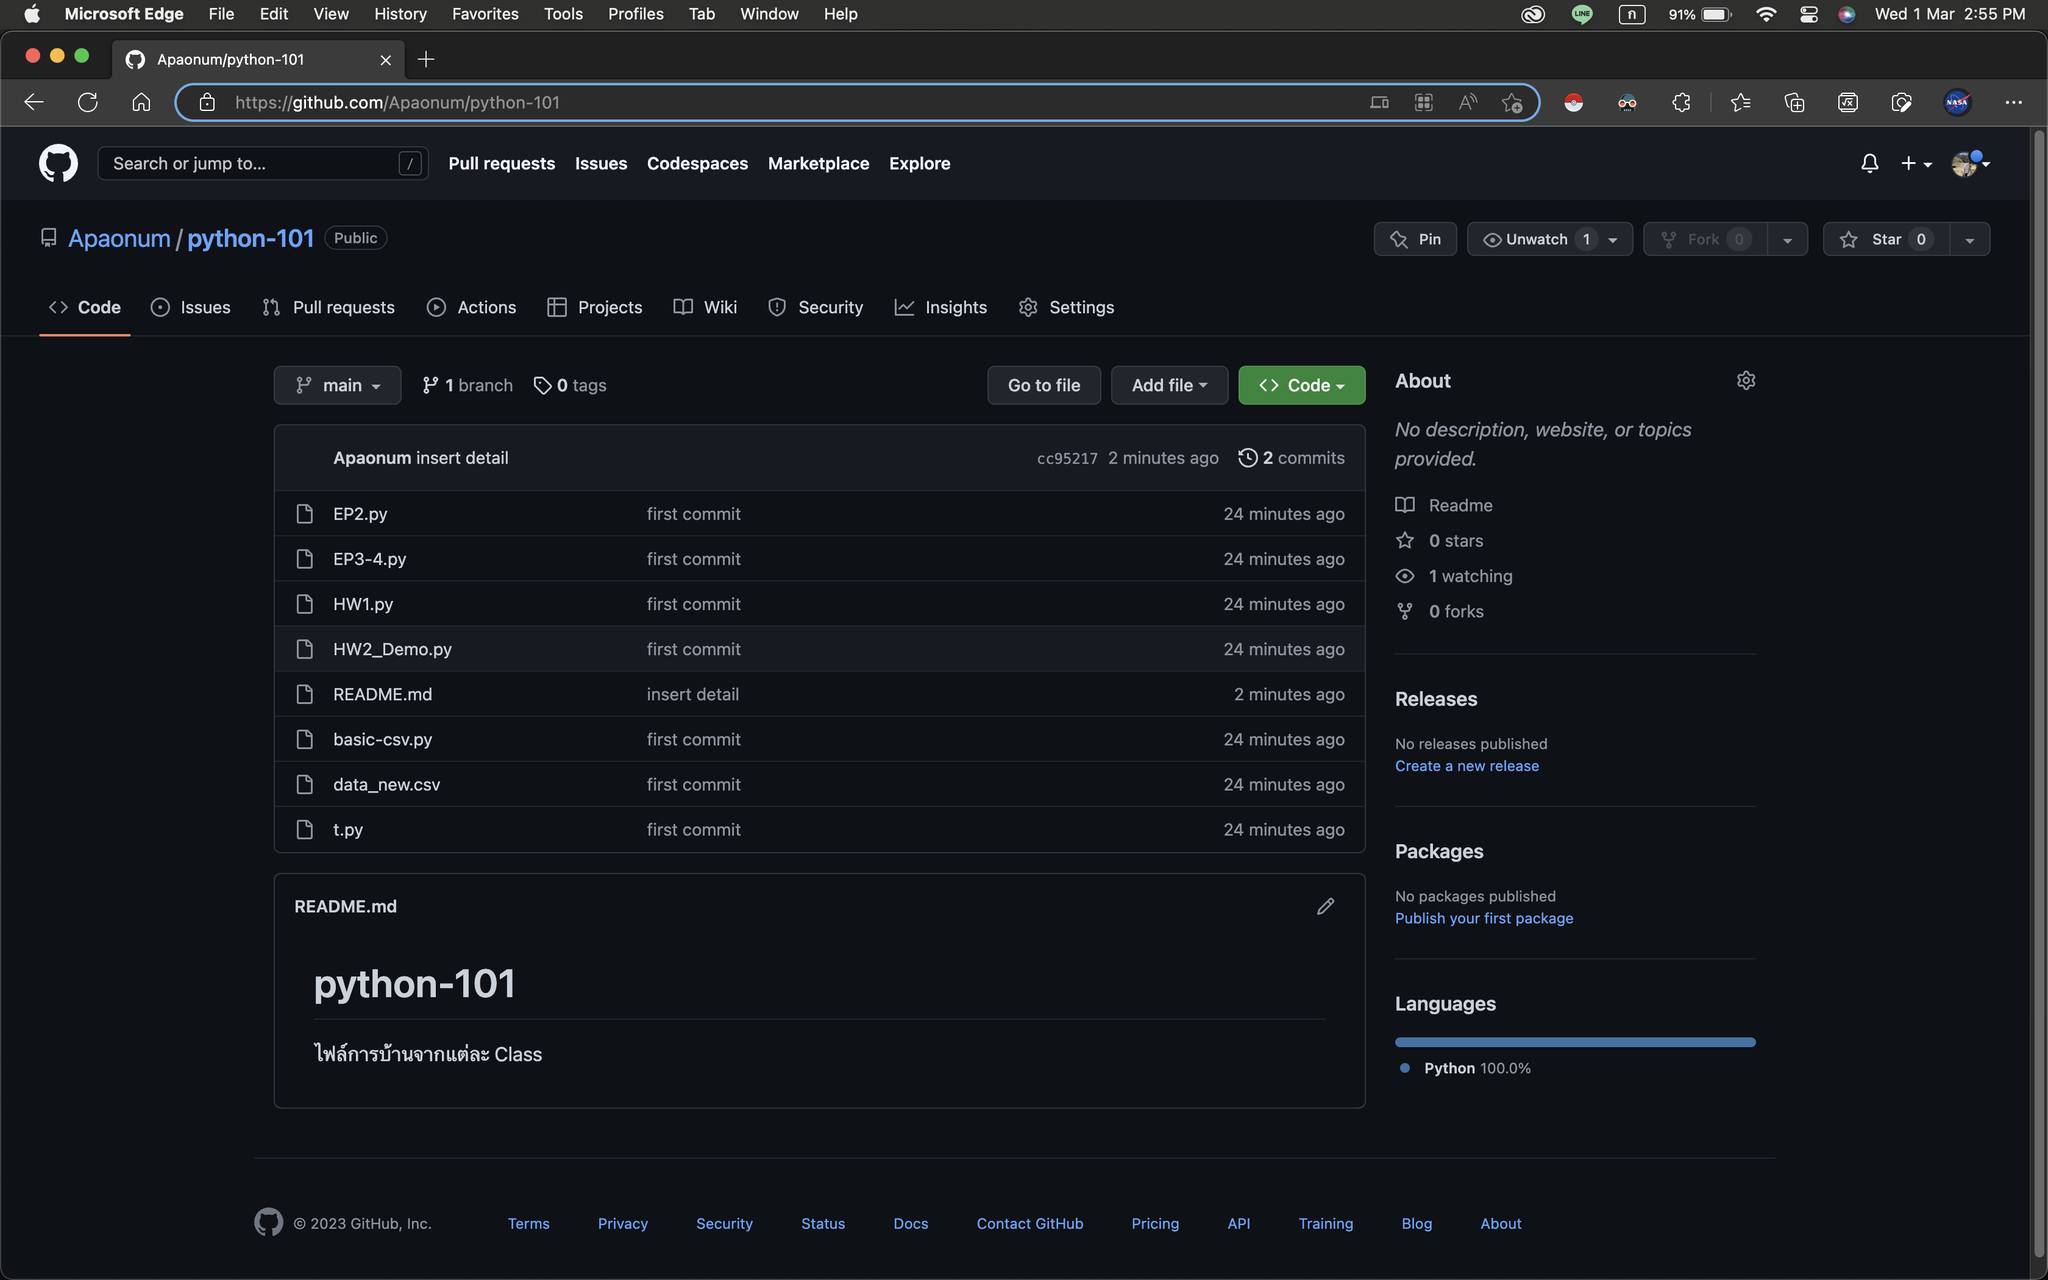 Microsoft Edge File Edit View History Favorites Tools Profiles Tab Window Help LINE ก 91% Wed 1 Mar 2:55 PM
Apaonum/python-101
https://github.com/Apaonum/python-101 NASA
Search or jump to... / Pull requests Issues Codespaces Marketplace Explore
Apaonum / python-101 Public Pin Unwatch 1 Fork 0 Star 0
Code Issues Pull requests Actions Projects Wiki Security Insights Settings
main 1 branch 0 tags Go to file Add file Code
Apaonum insert detail cc95217 2 minutes ago 2 commits
EP2.py first commit 24 minutes ago
EP3-4.py first commit 24 minutes ago
HW1.py first commit 24 minutes ago
HW2_Demo.py first commit 24 minutes ago
README.md insert detail 2 minutes ago
basic-csv.py first commit 24 minutes ago
data_new.csv first commit 24 minutes ago
t.py first commit 24 minutes ago
README.md
python-101
ไฟล์การบ้านจากแต่ละ Class
About
No description, website, or topics
provided.
Readme
0 stars
1 watching
0 forks
Releases
No releases published
Create a new release
Packages
No packages published
Publish your first package
Languages
Python 100.0%
© 2023 GitHub, Inc. Terms Privacy Security Status Docs Contact GitHub Pricing API Training Blog About